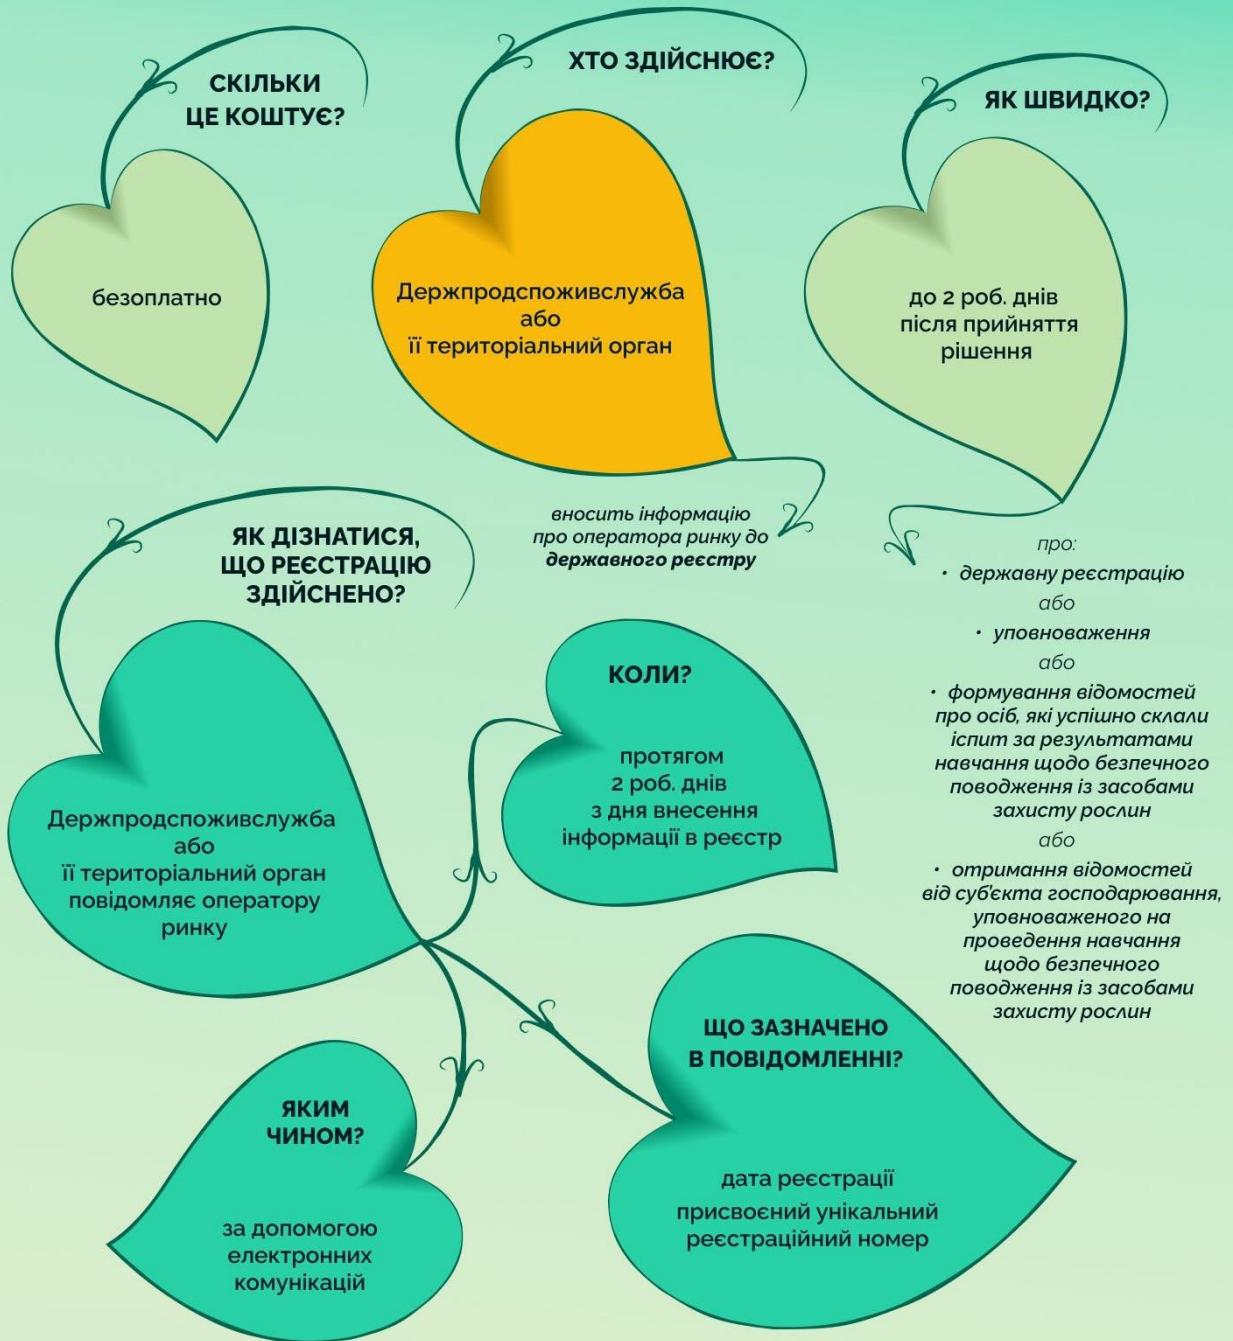 СКІЛЬКИ
ЦЕ КОШТУЄ?
безоплатно
ХТО ЗДІЙСНЮЄ?
Держпродспоживслужба
або
її територіальний орган
вносить інформацію
про оператора ринку до
державного реєстру
ЯК ШВИДКО?
до 2 роб. днів
після прийняття
рішення
про:
• державну реєстрацію
або
• уповноваження
або
• формування відомостей
про осіб, які успішно склали
іспит за результатами
навчання щодо безпечного
поводження із засобами
захисту рослин
або
• отримання відомостей
від суб'єкта господарювання,
уповноваженого на
проведення навчання
щодо безпечного
поводження із засобами
захисту рослин
ЯК ДІЗНАТИСЯ,
ЩО РЕЄСТРАЦІЮ
ЗДІЙСНЕНО?
Держпродспоживслужба
або
її територіальний орган
повідомляє оператору
ринку
КОЛИ?
протягом
2 роб. днів
з дня внесення
інформації в реєстр
ЯКИМ
ЧИНОМ?
за допомогою
електронних
комунікацій
ЩО ЗАЗНАЧЕНО
В ПОВІДОМЛЕННІ?
дата реєстрації
присвоєний унікальний
реєстраційний номер